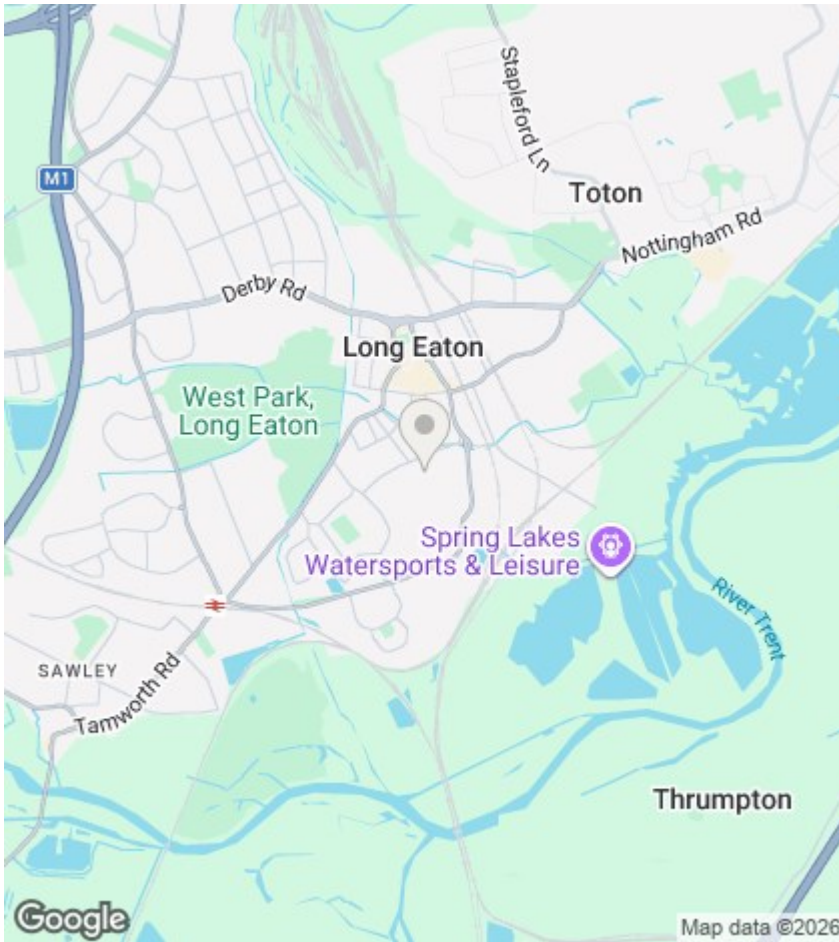 Stapleford Ln
Toton
M1
Nottingham Rd
Derby Rd
Long Eaton
West Park,
Long Eaton
Spring Lakes
Watersports & Leisure
River Trent
SAWLEY
Tamworth Rd
Thrumpton
Google
Map data ©2026